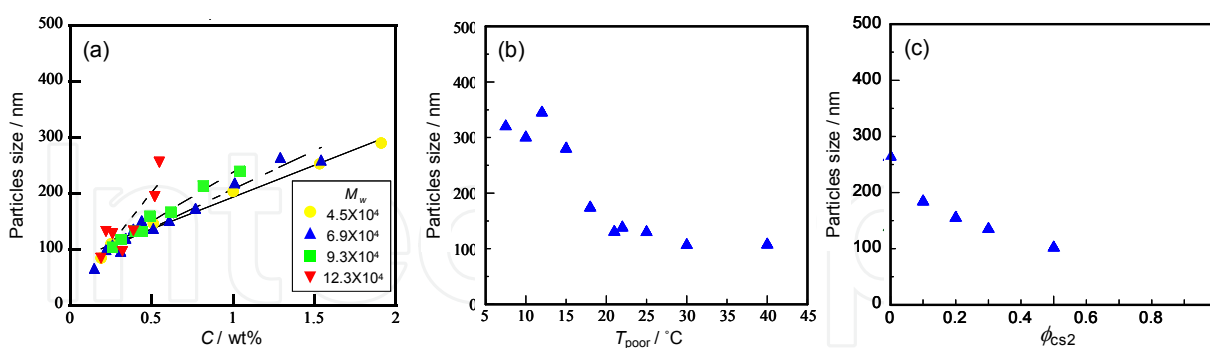 (a)
Particles size / nm
500
400
300
200
100
0
0
0.5
1
1.5
2
C / wt%
M_w
4.5X10⁴
6.9X10⁴
9.3X10⁴
12.3X10⁴
(b)
Particles size / nm
500
400
300
200
100
0
5
10
15
20
25
30
35
40
45
T_poor / ˚C
(c)
Particles size / nm
500
400
300
200
100
0
0
0.2
0.4
0.6
0.8
ϕ_cs2